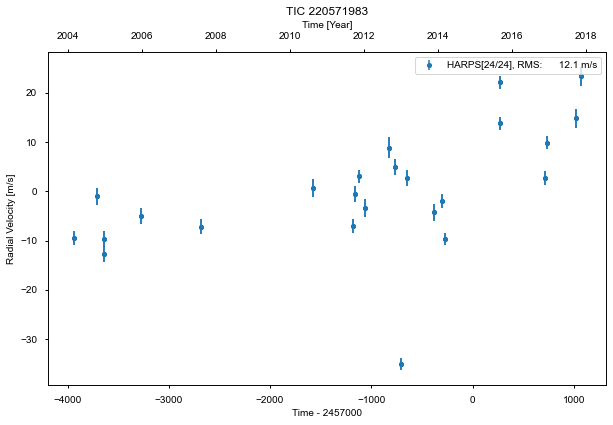 TIC 220571983
Time [Year]
2004 2006 2008 2010 2012 2014 2016 2018
HARPS[24/24], RMS: 12.1 m/s
20
10
0
−10
−20
−30
Radial Velocity [m/s]
−4000 −3000 −2000 −1000 0 1000
Time - 2457000